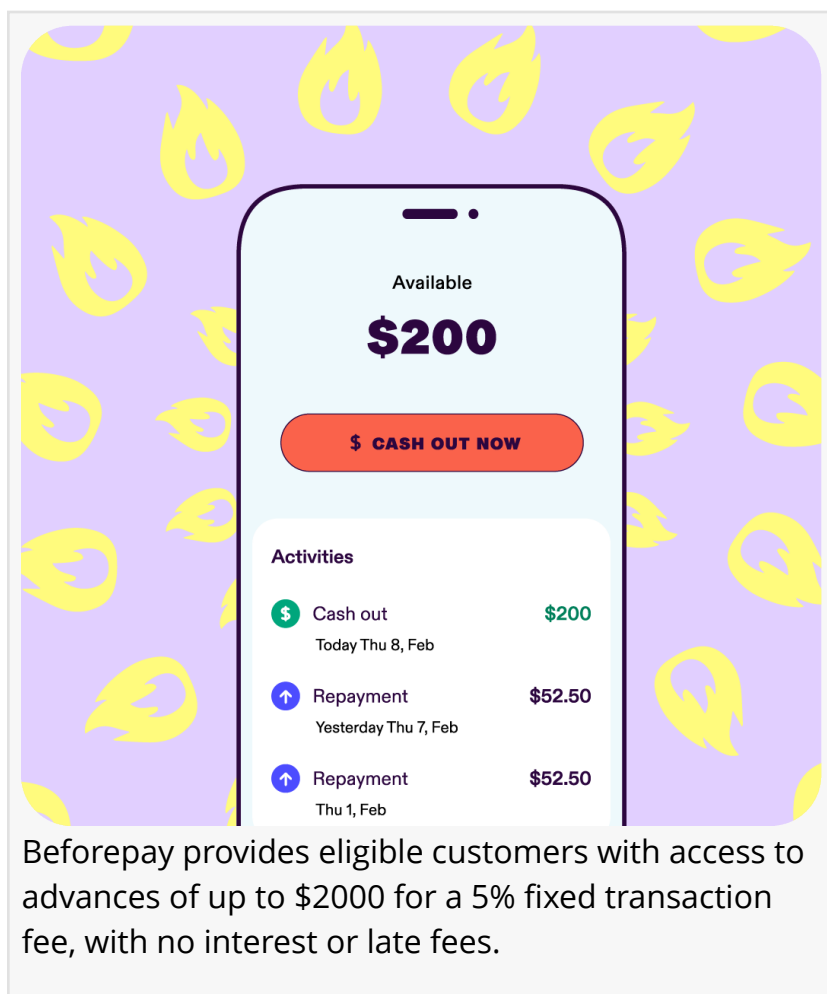 Available
$200
$ CASH OUT NOW
Activities
$ Cash out $200
Today Thu 8, Feb
Repayment $52.50
Yesterday Thu 7, Feb
Repayment $52.50
Thu 1, Feb
Beforepay provides eligible customers with access to
advances of up to $2000 for a 5% fixed transaction
fee, with no interest or late fees.